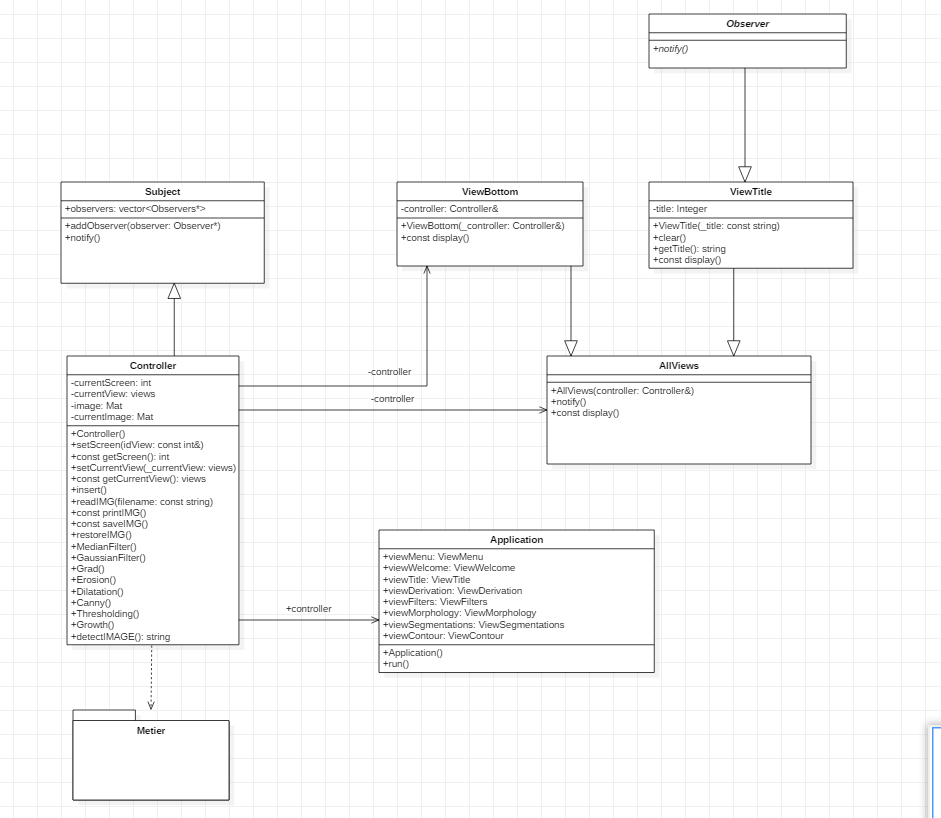 Observer
+notify()
Subject
+observers: vector<Observers*>
+addObserver(observer: Observer*)
+notify()
ViewBottom
-controller: Controller&
+ViewBottom(_controller: Controller&)
+const display()
ViewTitle
-title: Integer
+ViewTitle(_title: const string)
+clear()
+getTitle(): string
+const display()
Controller
-currentScreen: int
-currentView: views
-image: Mat
-currentImage: Mat
+Controller()
+setScreen(idView: const int&)
+const getScreen(): int
+setCurrentView(_currentView: views)
+const getCurrentView(): views
+insert()
+readIMG(filename: const string)
+const printIMG()
+const saveIMG()
+restoreIMG()
+MedianFilter()
+GaussianFilter()
+Grad()
+Erosion()
+Dilatation()
+Canny()
+Thresholding()
+Growth()
+detectIMAGE(): string
-controller
-controller
AllViews
+AllViews(controller: Controller&)
+notify()
+const display()
+controller
Application
+viewMenu: ViewMenu
+viewWelcome: ViewWelcome
+viewTitle: ViewTitle
+viewDerivation: ViewDerivation
+viewFilters: ViewFilters
+viewMorphology: ViewMorphology
+viewSegmentations: ViewSegmentations
+viewContour: ViewContour
+Application()
+run()
Metier